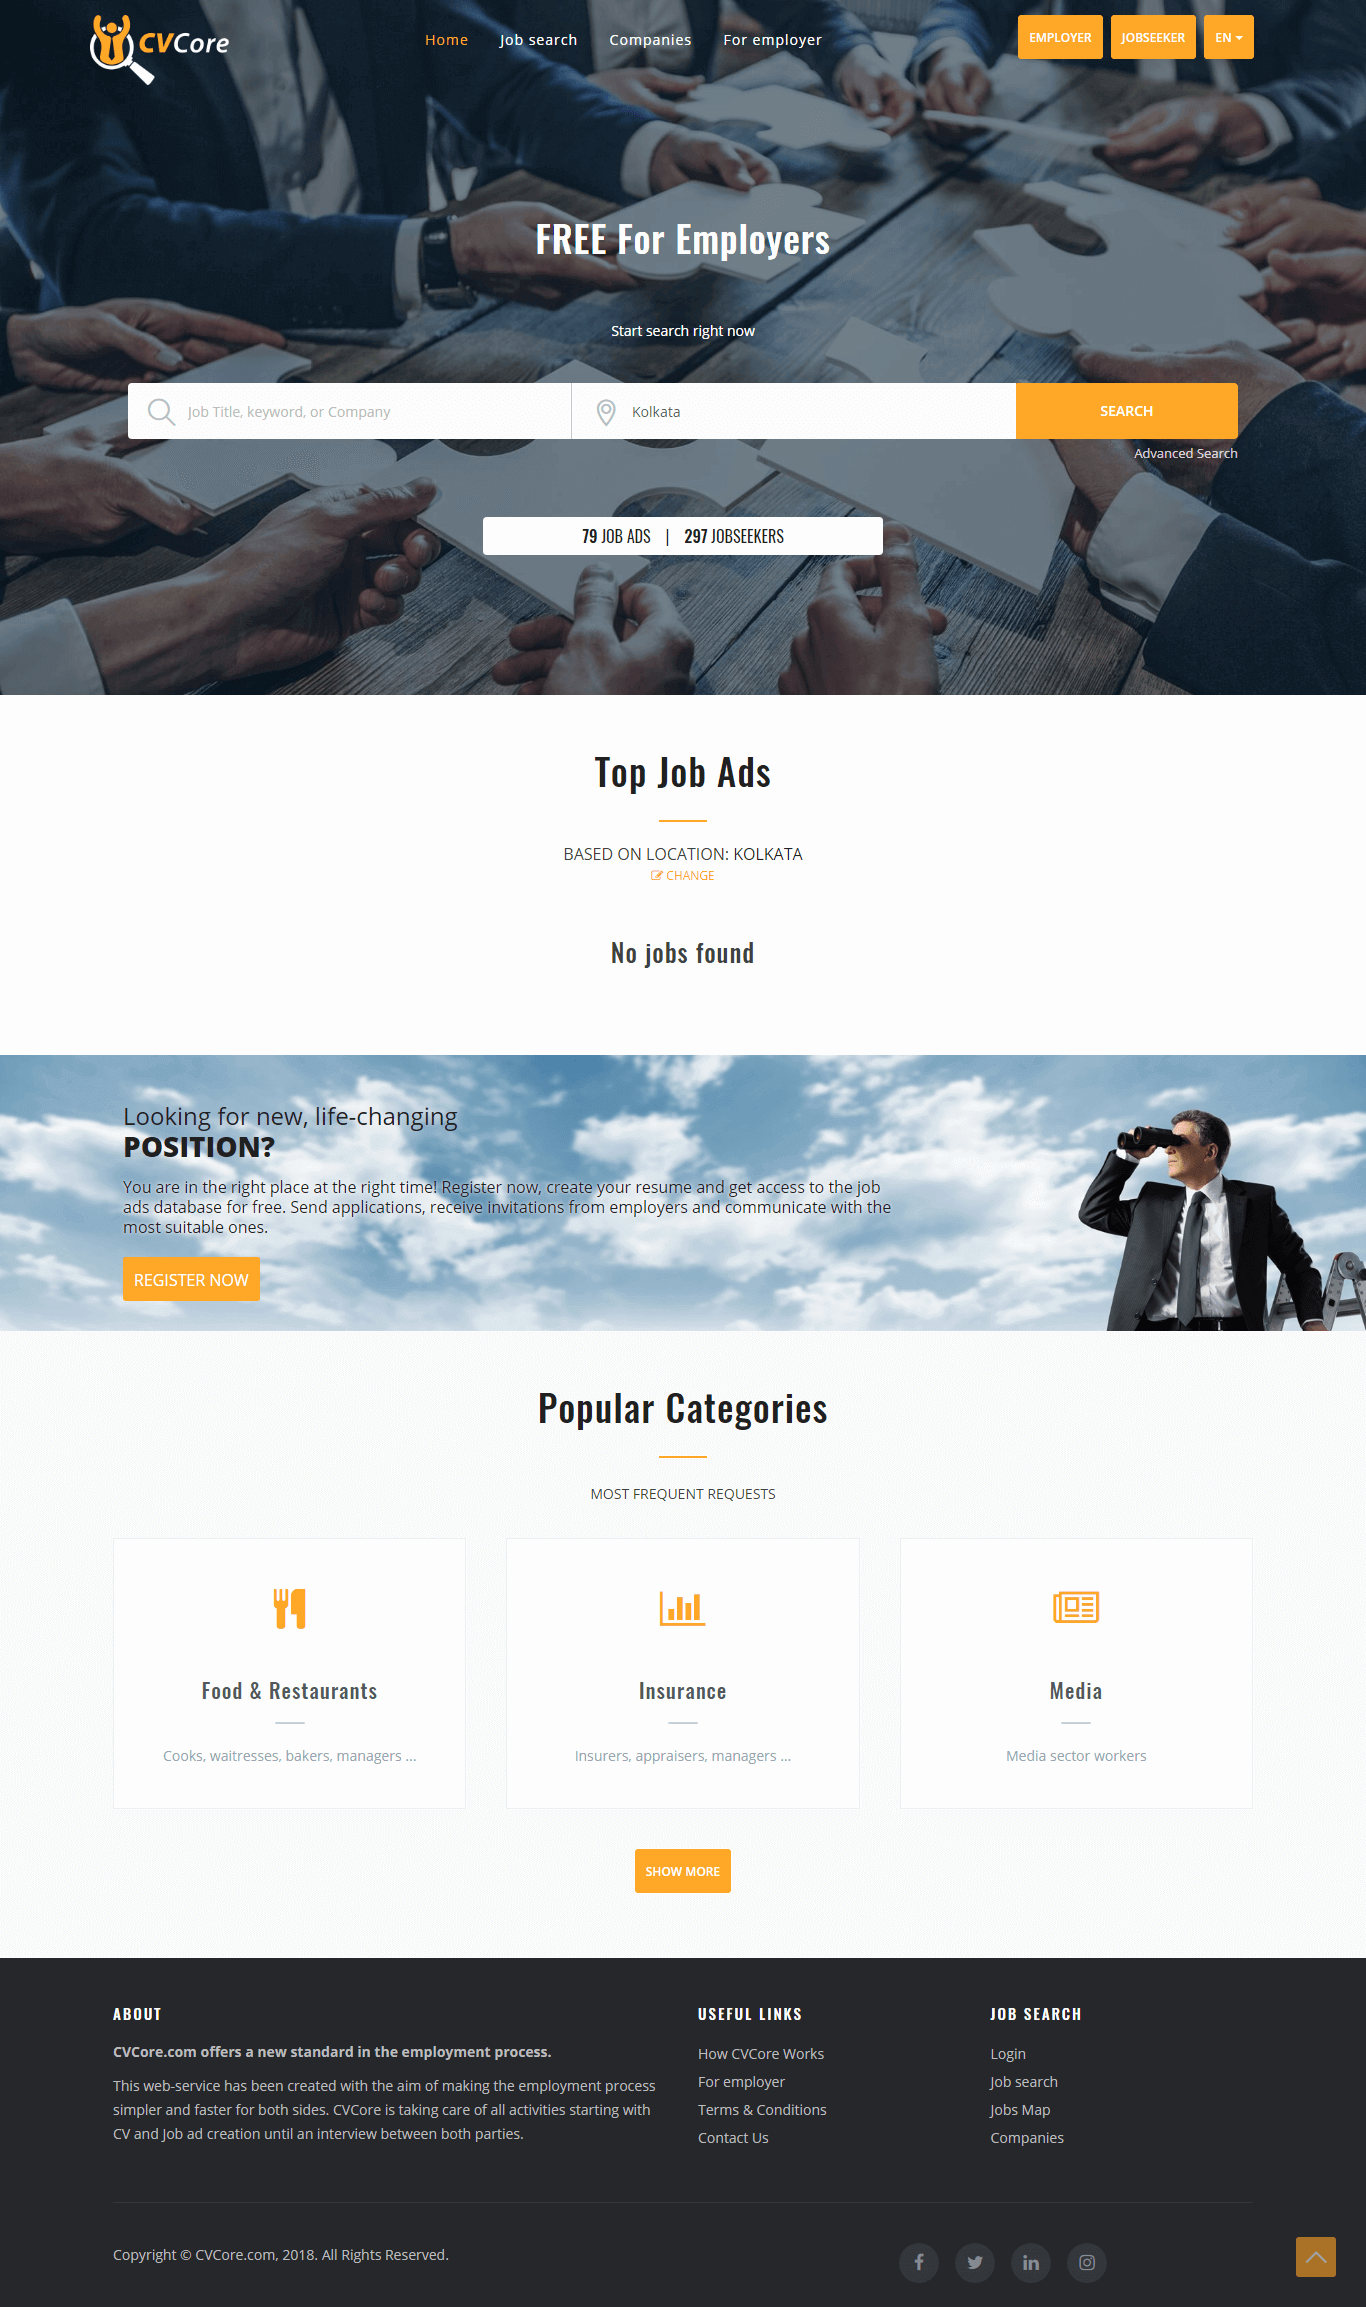 CVCore
Home Job search Companies For employer
EMPLOYER JOBSEEKER EN
FREE For Employers
Start search right now
Job Title, keyword, or Company Kolkata SEARCH
Advanced Search
79 JOB ADS | 297 JOBSEEKERS
Top Job Ads
BASED ON LOCATION: KOLKATA
CHANGE
No jobs found
Looking for new, life-changing
POSITION?
You are in the right place at the right time! Register now, create your resume and get access to the job
ads database for free. Send applications, receive invitations from employers and communicate with the
most suitable ones.
REGISTER NOW
Popular Categories
MOST FREQUENT REQUESTS
Food & Restaurants
Cooks, waitresses, bakers, managers ...
Insurance
Insurers, appraisers, managers ...
Media
Media sector workers
SHOW MORE
ABOUT
CVCore.com offers a new standard in the employment process.
This web-service has been created with the aim of making the employment process
simpler and faster for both sides. CVCore is taking care of all activities starting with
CV and Job ad creation until an interview between both parties.
USEFUL LINKS
How CVCore Works
For employer
Terms & Conditions
Contact Us
JOB SEARCH
Login
Job search
Jobs Map
Companies
Copyright © CVCore.com, 2018. All Rights Reserved.